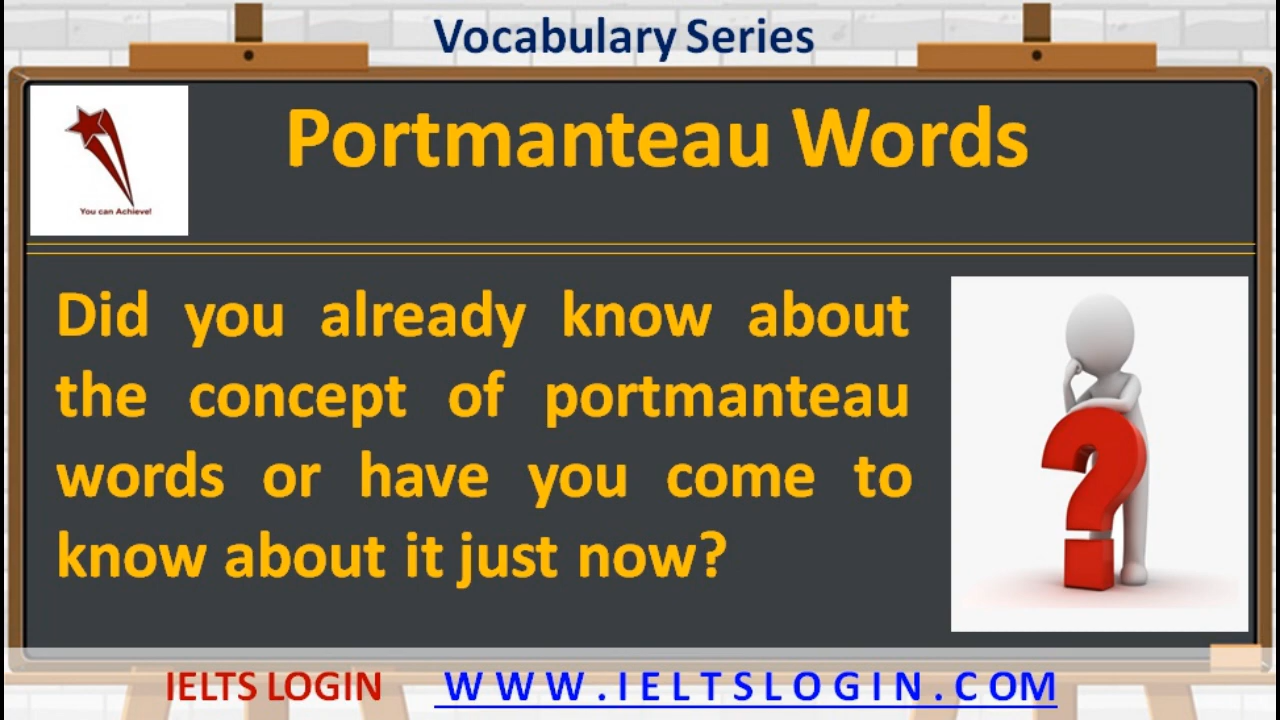 Vocabulary Series
Portmanteau Words
You can Achieve!
Did you already know about
the concept of portmanteau
words or have you come to
know about it just now?
IELTS LOGIN
WWW.IELTSLOGIN.COM